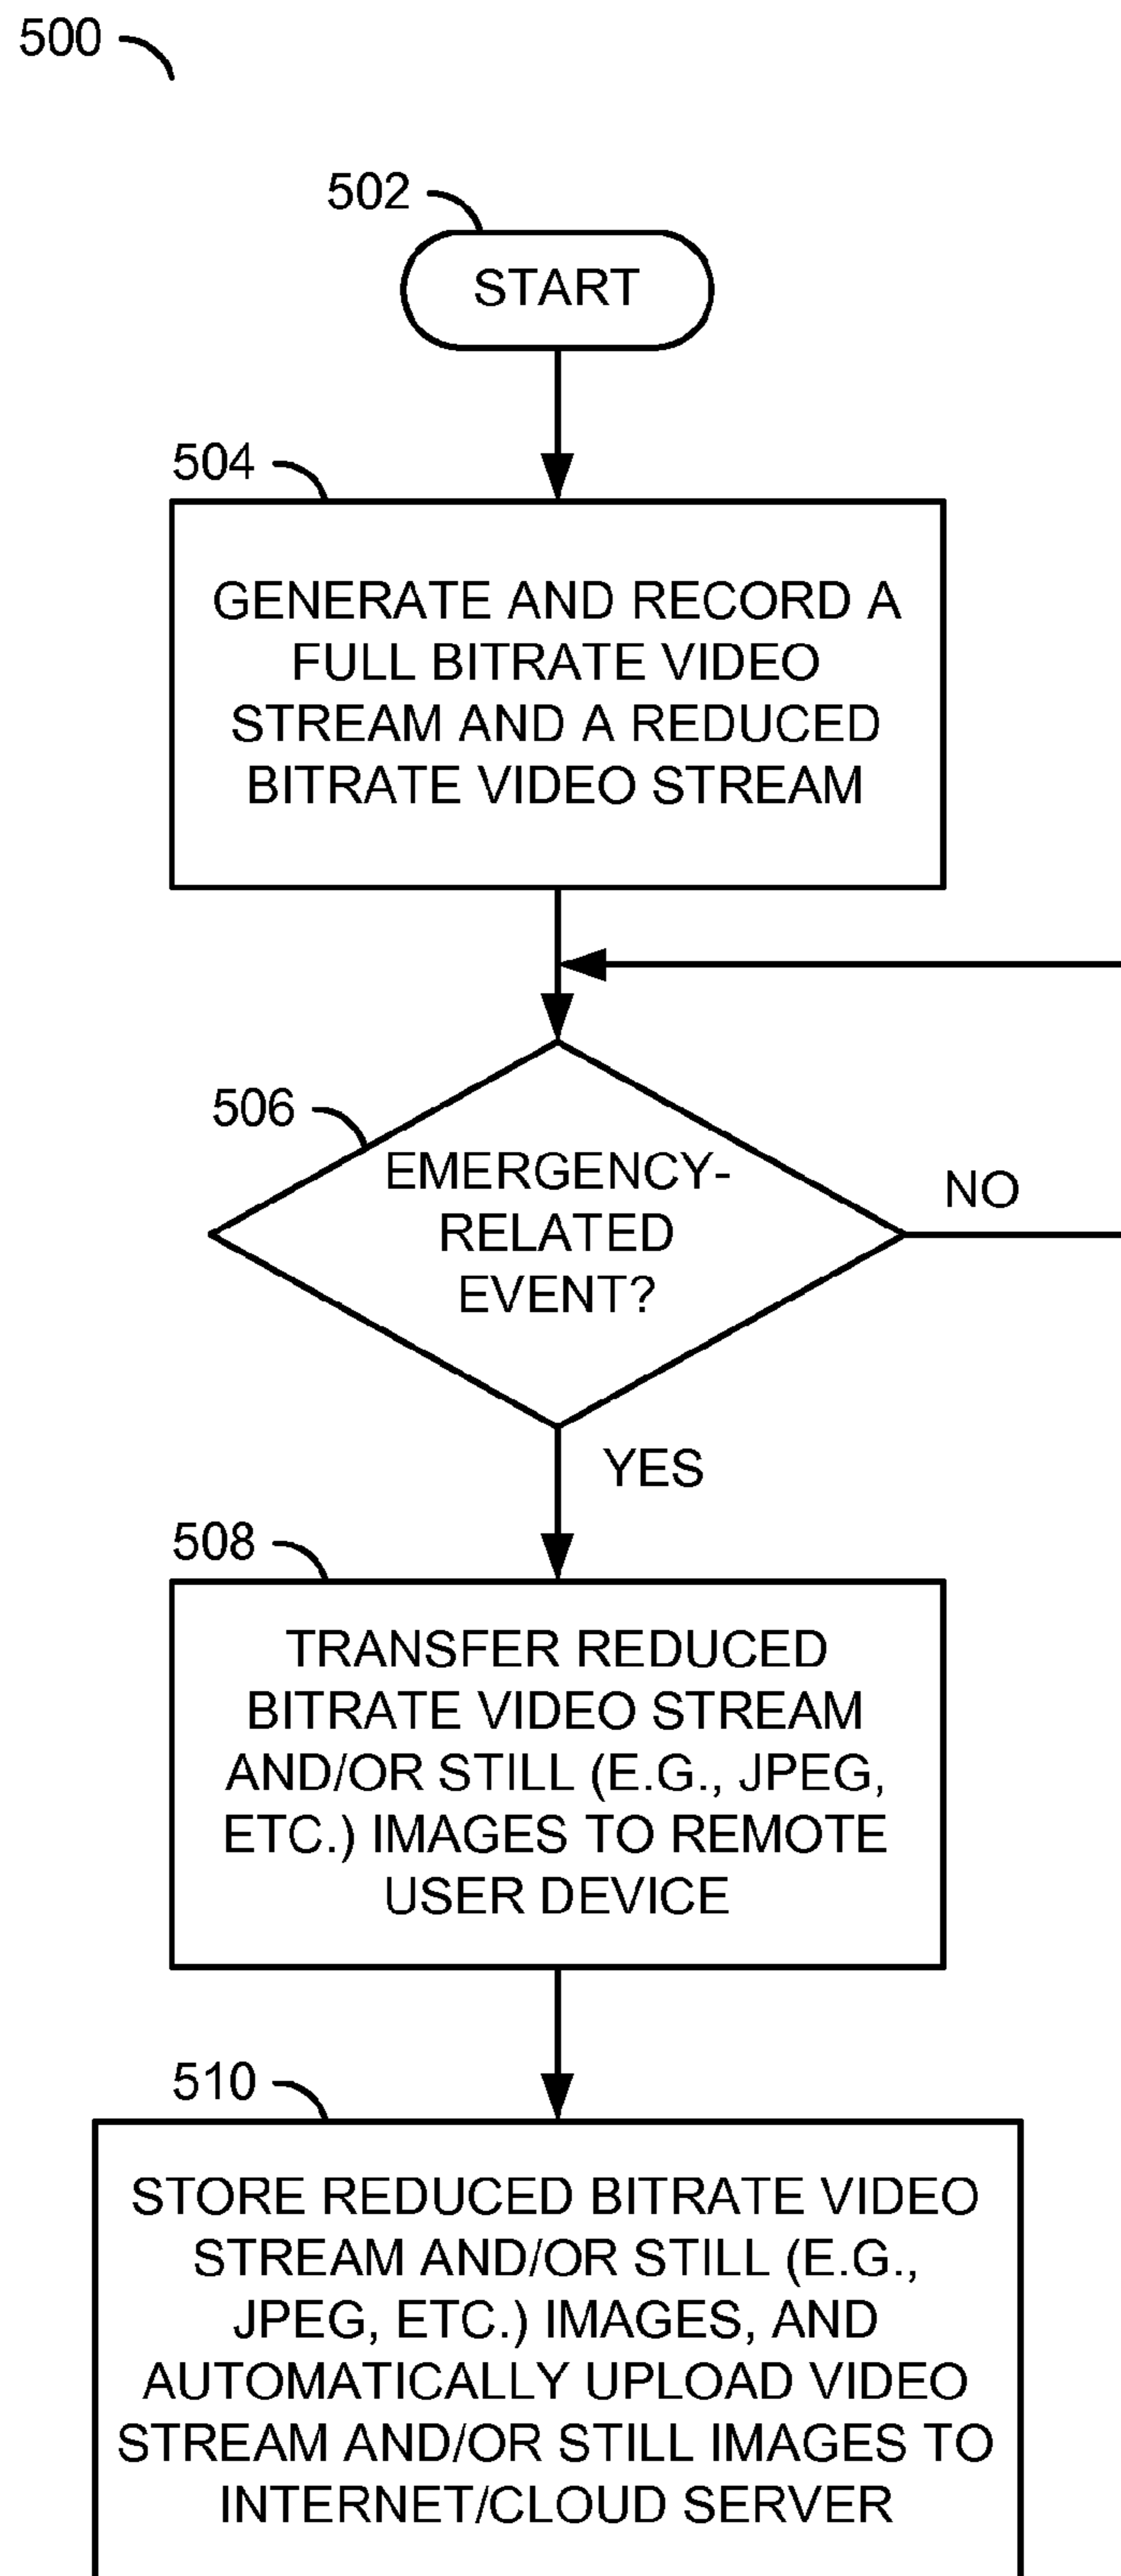 500
502
START
504
GENERATE AND RECORD A
FULL BITRATE VIDEO
STREAM AND A REDUCED
BITRATE VIDEO STREAM
506
EMERGENCY-
RELATED
EVENT?
NO
YES
508
TRANSFER REDUCED
BITRATE VIDEO STREAM
AND/OR STILL (E.G., JPEG,
ETC.) IMAGES TO REMOTE
USER DEVICE
510
STORE REDUCED BITRATE VIDEO
STREAM AND/OR STILL (E.G.,
JPEG, ETC.) IMAGES, AND
AUTOMATICALLY UPLOAD VIDEO
STREAM AND/OR STILL IMAGES TO
INTERNET/CLOUD SERVER